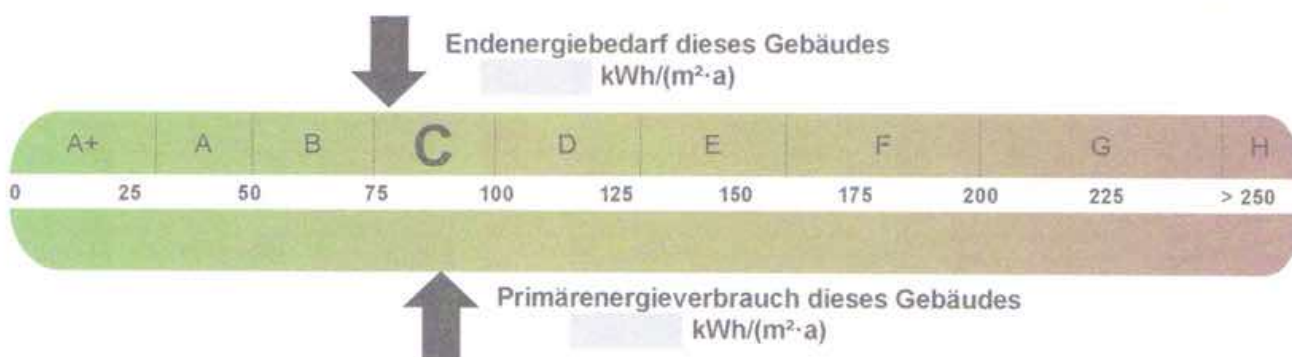 Endenergiebedarf dieses Gebäudes
kWh/(m²·a)
A+ A B C D E F G H
0 25 50 75 100 125 150 175 200 225 > 250
Primärenergieverbrauch dieses Gebäudes
kWh/(m²·a)